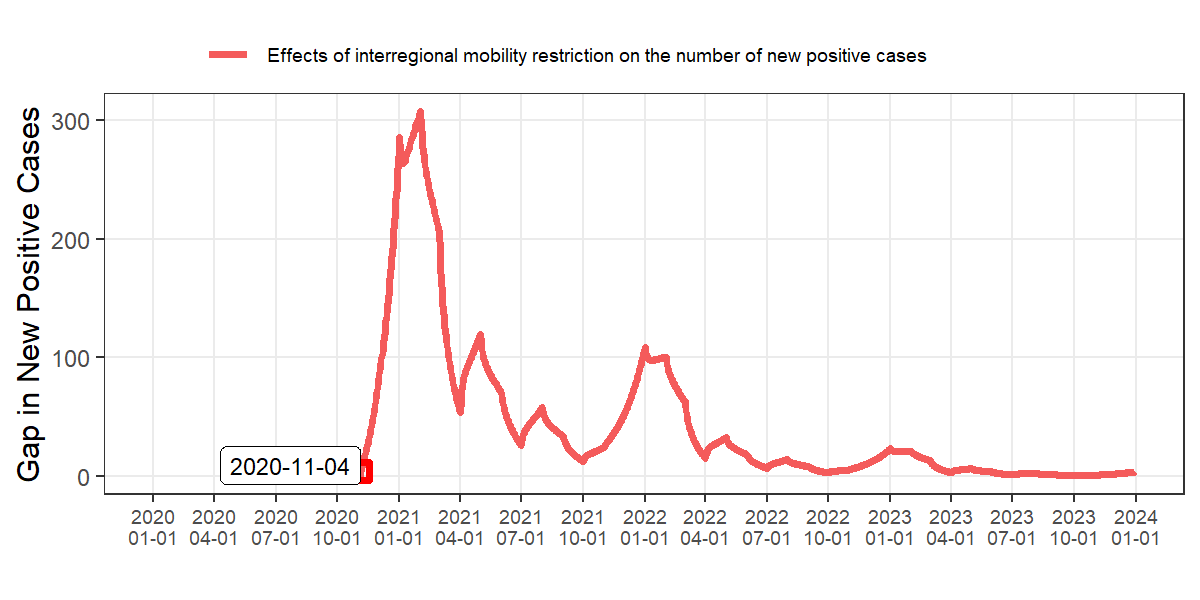 Effects of interregional mobility restriction on the number of new positive cases
Gap in New Positive Cases
300
200
100
0
2020-11-04
2020 2020 2020 2020 2021 2021 2021 2021 2022 2022 2022 2022 2023 2023 2023 2023 2024
01-01 04-01 07-01 10-01 01-01 04-01 07-01 10-01 01-01 04-01 07-01 10-01 01-01 04-01 07-01 10-01 01-01